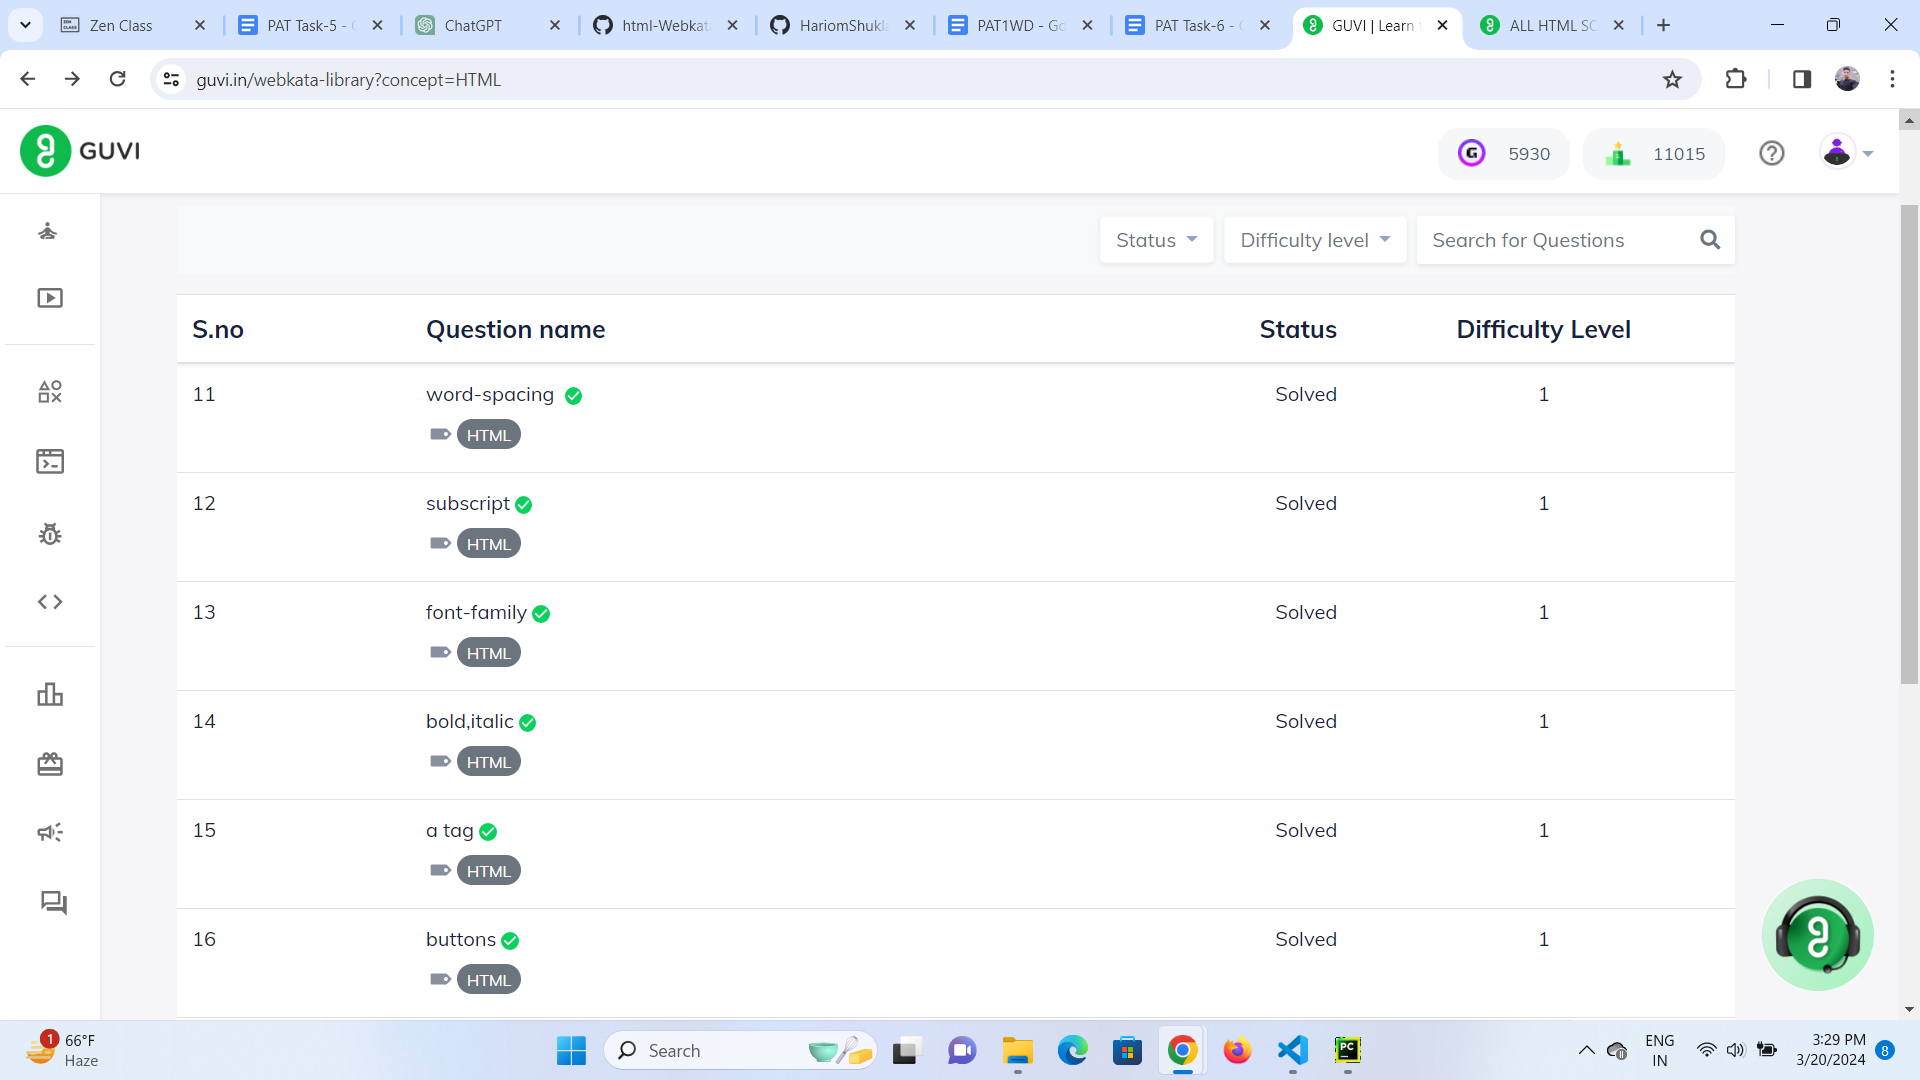 Zen Class
PAT Task-5 -
ChatGPT
html-Webkat
HariomShukla
PAT1WD - Go
PAT Task-6 -
GUVI | Learn
ALL HTML SC
guvi.in/webkata-library?concept=HTML
GUVI
5930
11015
Status
Difficulty level
Search for Questions
S.no Question name Status Difficulty Level
11 word-spacing Solved 1
HTML
12 subscript Solved 1
HTML
13 font-family Solved 1
HTML
14 bold,italic Solved 1
HTML
15 a tag Solved 1
HTML
16 buttons Solved 1
HTML
1
66°F
Haze
Search
PC
ENG
IN
3:29 PM
3/20/2024
8